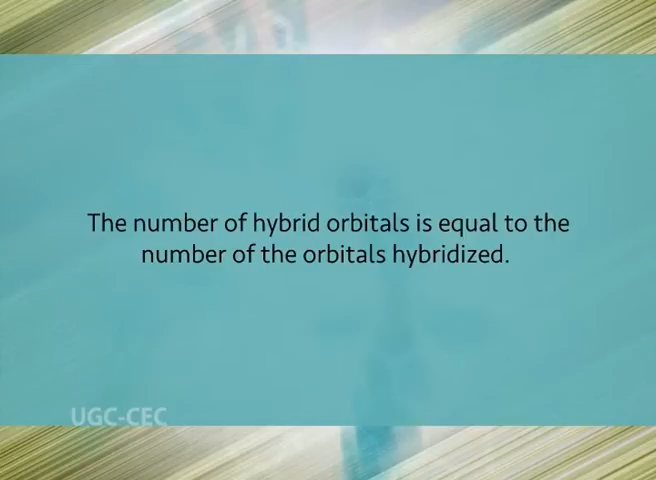 The number of hybrid orbitals is equal to the
number of the orbitals hybridized.
UGC-CEC